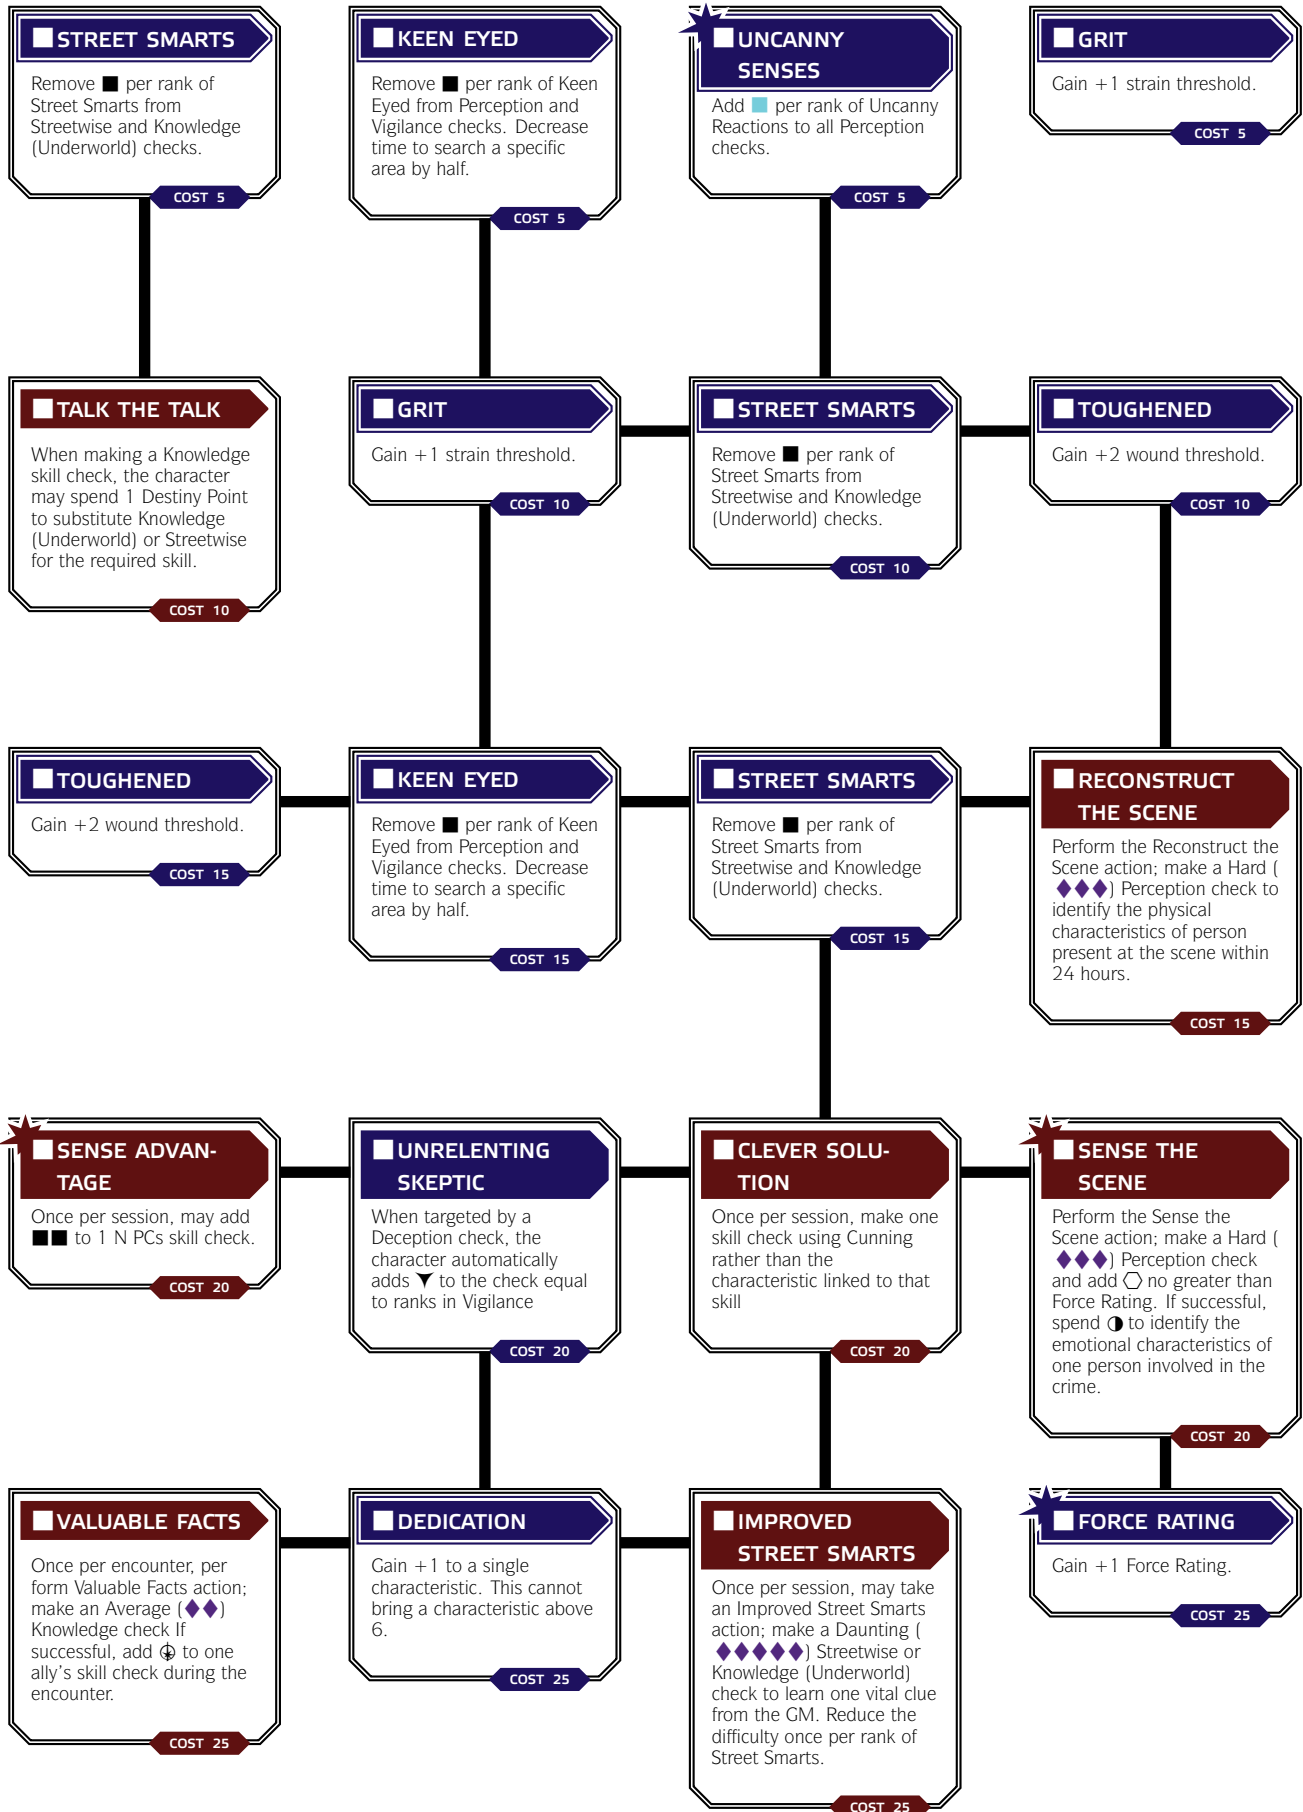 STREET SMARTS
Remove ■ per rank of
Street Smarts from
Streetwise and Knowledge
(Underworld) checks.
COST 5
KEEN EYED
Remove ■ per rank of Keen
Eyed from Perception and
Vigilance checks. Decrease
time to search a specific
area by half.
COST 5
UNCANNY
SENSES
Add ■ per rank of Uncanny
Reactions to all Perception
checks.
COST 5
GRIT
Gain +1 strain threshold.
COST 5
TALK THE TALK
When making a Knowledge
skill check, the character
may spend 1 Destiny Point
to substitute Knowledge
(Underworld) or Streetwise
for the required skill.
COST 10
GRIT
Gain +1 strain threshold.
COST 10
STREET SMARTS
Remove ■ per rank of
Street Smarts from
Streetwise and Knowledge
(Underworld) checks.
COST 10
TOUGHENED
Gain +2 wound threshold.
COST 10
TOUGHENED
Gain +2 wound threshold.
COST 15
KEEN EYED
Remove ■ per rank of Keen
Eyed from Perception and
Vigilance checks. Decrease
time to search a specific
area by half.
COST 15
STREET SMARTS
Remove ■ per rank of
Street Smarts from
Streetwise and Knowledge
(Underworld) checks.
COST 15
RECONSTRUCT
THE SCENE
Perform the Reconstruct the
Scene action; make a Hard (
◆◆◆) Perception check to
identify the physical
characteristics of person
present at the scene within
24 hours.
COST 15
SENSE ADVAN-
TAGE
Once per session, may add
■■ to 1 N PCs skill check.
COST 20
UNRELENTING
SKEPTIC
When targeted by a
Deception check, the
character automatically
adds ▼ to the check equal
to ranks in Vigilance
COST 20
CLEVER SOLU-
TION
Once per session, make one
skill check using Cunning
rather than the
characteristic linked to that
skill
COST 20
SENSE THE
SCENE
Perform the Sense the
Scene action; make a Hard (
◆◆◆) Perception check
and add ⬡ no greater than
Force Rating. If successful,
spend ◑ to identify the
emotional characteristics of
one person involved in the
crime.
COST 20
VALUABLE FACTS
Once per encounter, per
form Valuable Facts action;
make an Average (◆◆)
Knowledge check If
successful, add to one
ally's skill check during the
encounter.
COST 25
DEDICATION
Gain +1 to a single
characteristic. This cannot
bring a characteristic above
6.
COST 25
IMPROVED
STREET SMARTS
Once per session, may take
an Improved Street Smarts
action; make a Daunting (
◆◆◆◆◆) Streetwise or
Knowledge (Underworld)
check to learn one vital clue
from the GM. Reduce the
difficulty once per rank of
Street Smarts.
COST 25
FORCE RATING
Gain +1 Force Rating.
COST 25